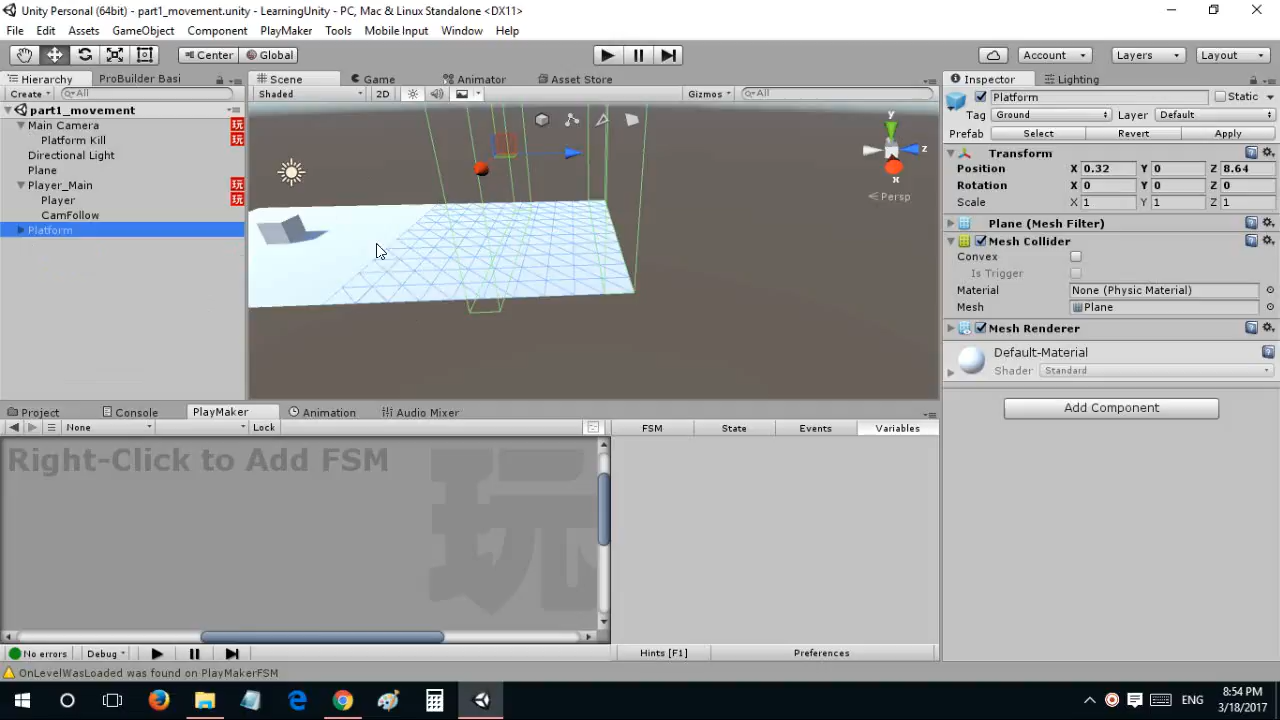 Unity Personal (64bit) - part1_movement.unity - LearningUnity - PC, Mac & Linux Standalone <DX11>
File Edit Assets GameObject Component PlayMaker Tools Mobile Input Window Help
Center Global Account Layers Layout
Hierarchy ProBuilder Basi Scene Game Animator Asset Store Inspector Lighting
Create All Shaded 2D Gizmos All Platform Static
part1_movement
Tag Ground Layer Default
Main Camera 玩
Prefab Select Revert Apply
Platform Kill 玩
Directional Light
Transform
Plane
Position X 0.32 Y 0 Z 8.64
Player_Main 玩
Rotation X 0 Y 0 Z 0
Player 玩
Scale X 1 Y 1 Z 1
CamFollow
Platform
Plane (Mesh Filter)
Mesh Collider
Convex
Is Trigger
Material None (Physic Material)
Mesh Plane
Mesh Renderer
Default-Material
Shader Standard
Add Component
y
z
x
Persp
Project Console PlayMaker Animation Audio Mixer
None Lock FSM State Events Variables
Right-Click to Add FSM
玩
No errors Debug Hints [F1] Preferences
OnLevelWasLoaded was found on PlayMakerFSM
ENG
8:54 PM
3/18/2017